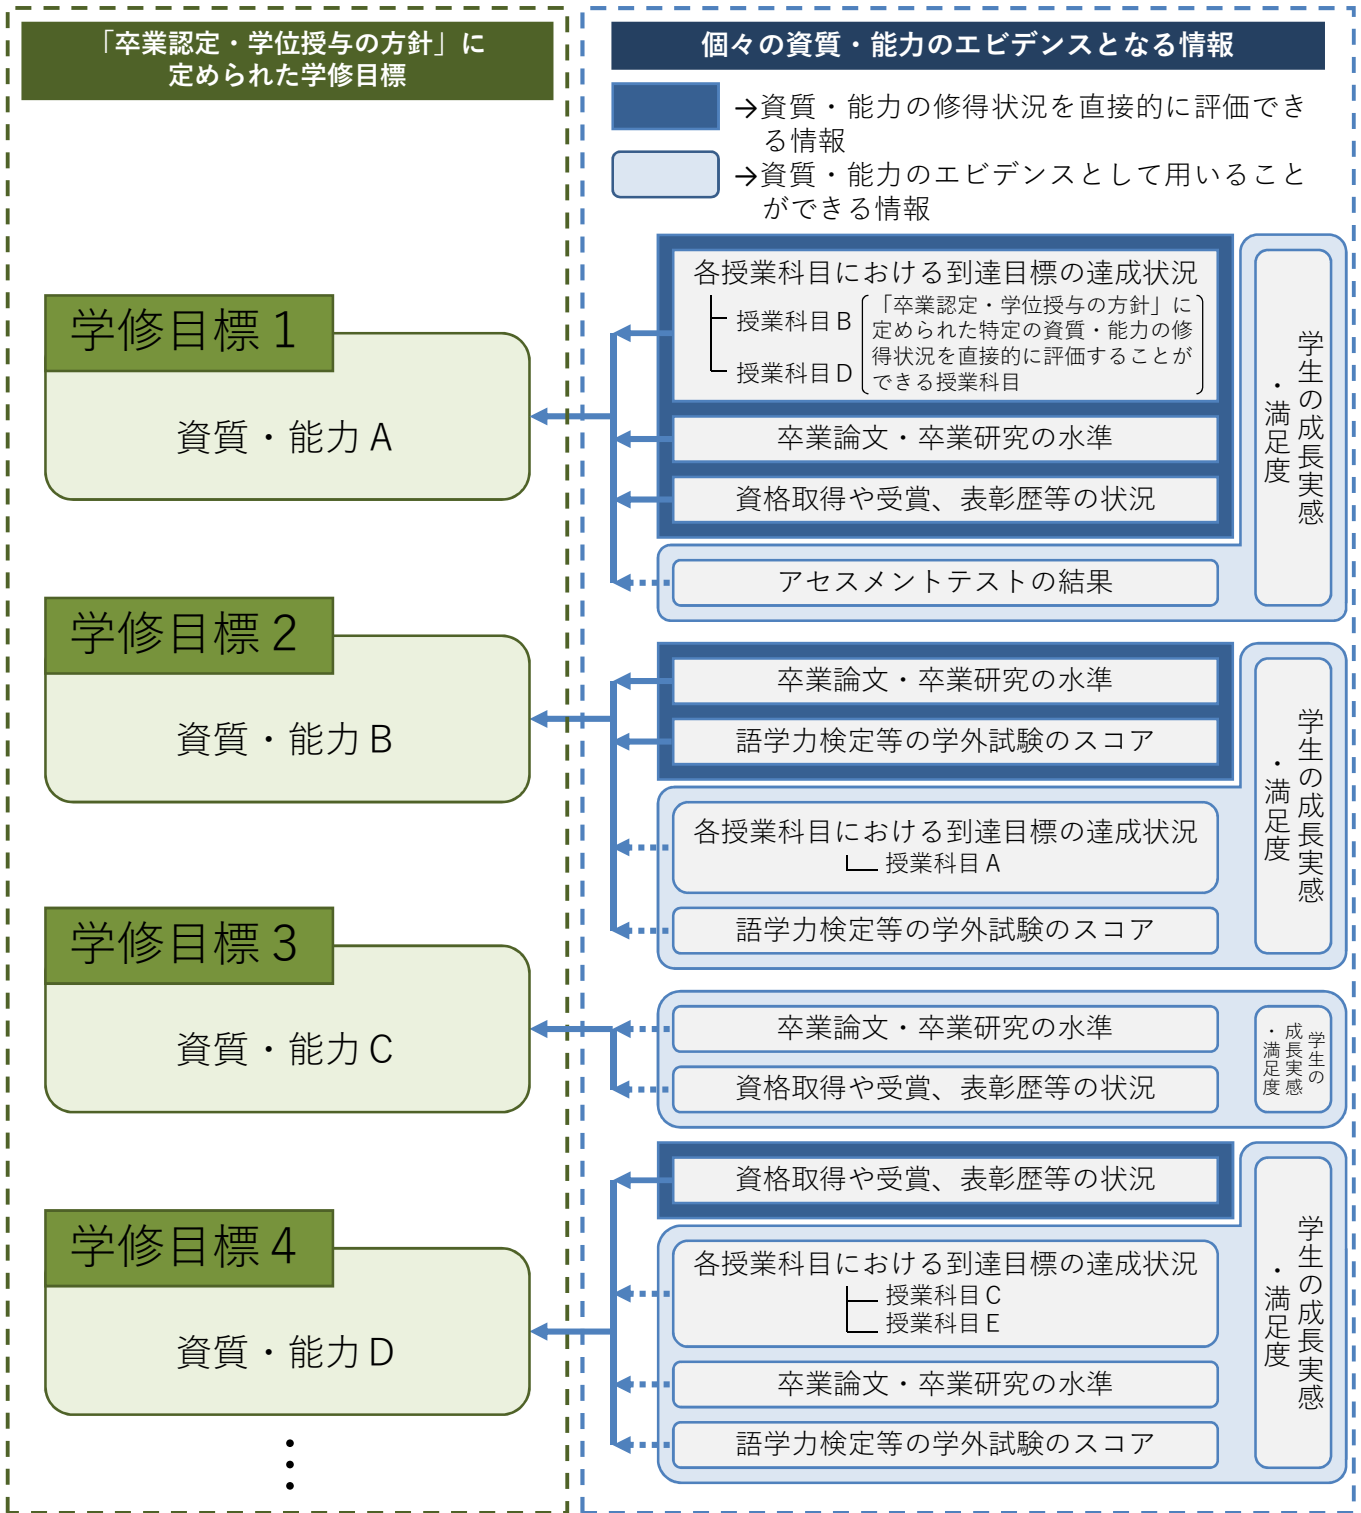 「卒業認定・学位授与の方針」に
定められた学修目標
個々の資質・能力のエビデンスとなる情報
→資質・能力の修得状況を直接的に評価でき
る情報
→資質・能力のエビデンスとして用いること
ができる情報
学修目標１
資質・能力Ａ
各授業科目における到達目標の達成状況
授業科目Ｂ
授業科目Ｄ
「卒業認定・学位授与の方針」に
定められた特定の資質・能力の修
得状況を直接的に評価することが
できる授業科目
卒業論文・卒業研究の水準
資格取得や受賞、表彰歴等の状況
アセスメントテストの結果
学生の成長実感
・満足度
学修目標２
資質・能力Ｂ
卒業論文・卒業研究の水準
語学力検定等の学外試験のスコア
各授業科目における到達目標の達成状況
授業科目Ａ
語学力検定等の学外試験のスコア
学生の成長実感
・満足度
学修目標３
資質・能力Ｃ
卒業論文・卒業研究の水準
資格取得や受賞、表彰歴等の状況
学生の
成長実感
・満足度
学修目標４
資質・能力Ｄ
資格取得や受賞、表彰歴等の状況
各授業科目における到達目標の達成状況
授業科目Ｃ
授業科目Ｅ
卒業論文・卒業研究の水準
語学力検定等の学外試験のスコア
学生の成長実感
・満足度